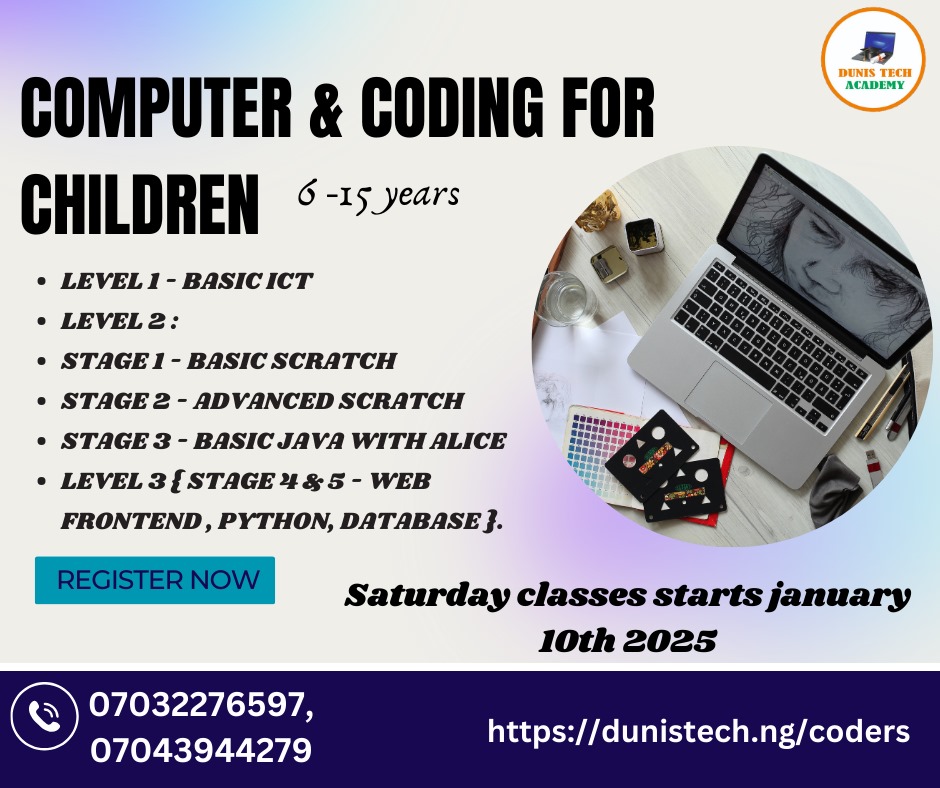 DUNIS TECH
ACADEMY
COMPUTER & CODING FOR
CHILDREN 6 -15 years
• LEVEL 1 - BASIC ICT
• LEVEL 2 :
• STAGE 1 - BASIC SCRATCH
• STAGE 2 - ADVANCED SCRATCH
• STAGE 3 - BASIC JAVA WITH ALICE
• LEVEL 3 { STAGE 4 & 5 - WEB
FRONTEND , PYTHON, DATABASE }.
REGISTER NOW
Saturday classes starts january
10th 2025
07032276597,
07043944279
https://dunistech.ng/coders